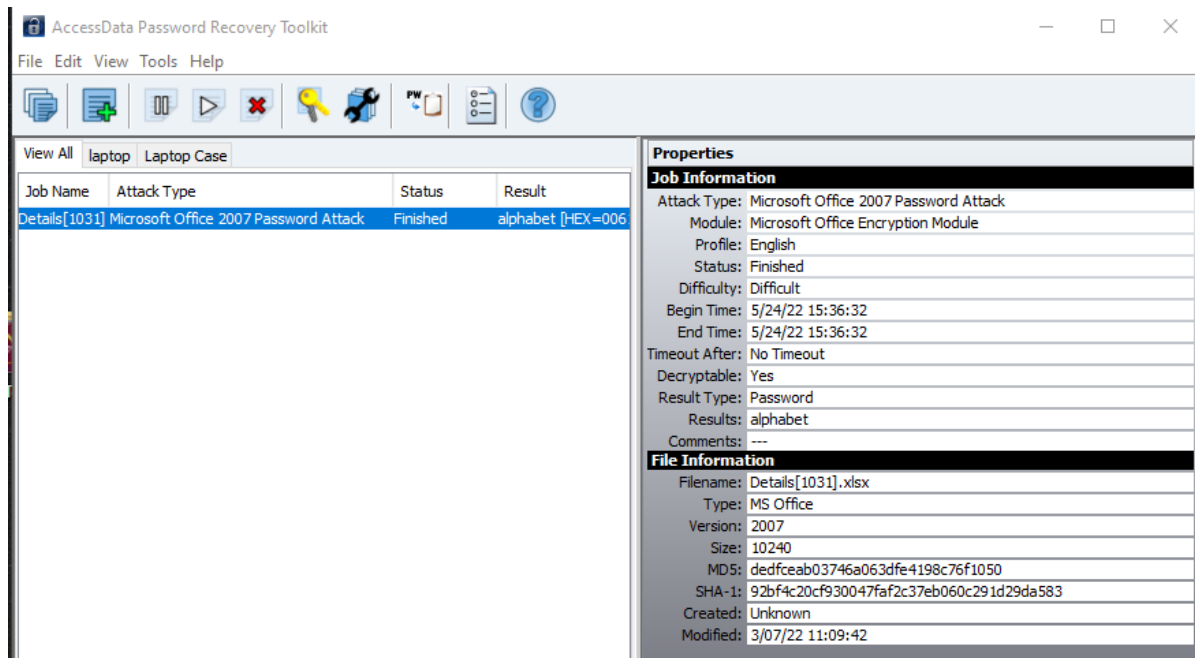 AccessData Password Recovery Toolkit
File Edit View Tools Help
PW
View All laptop Laptop Case
Job Name Attack Type Status Result
Details[1031] Microsoft Office 2007 Password Attack Finished alphabet [HEX=006
Properties
Job Information
Attack Type: Microsoft Office 2007 Password Attack
Module: Microsoft Office Encryption Module
Profile: English
Status: Finished
Difficulty: Difficult
Begin Time: 5/24/22 15:36:32
End Time: 5/24/22 15:36:32
Timeout After: No Timeout
Decryptable: Yes
Result Type: Password
Results: alphabet
Comments: ---
File Information
Filename: Details[1031].xlsx
Type: MS Office
Version: 2007
Size: 10240
MD5: dedfceab03746a063dfe4198c76f1050
SHA-1: 92bf4c20cf930047faf2c37eb060c291d29da583
Created: Unknown
Modified: 3/07/22 11:09:42